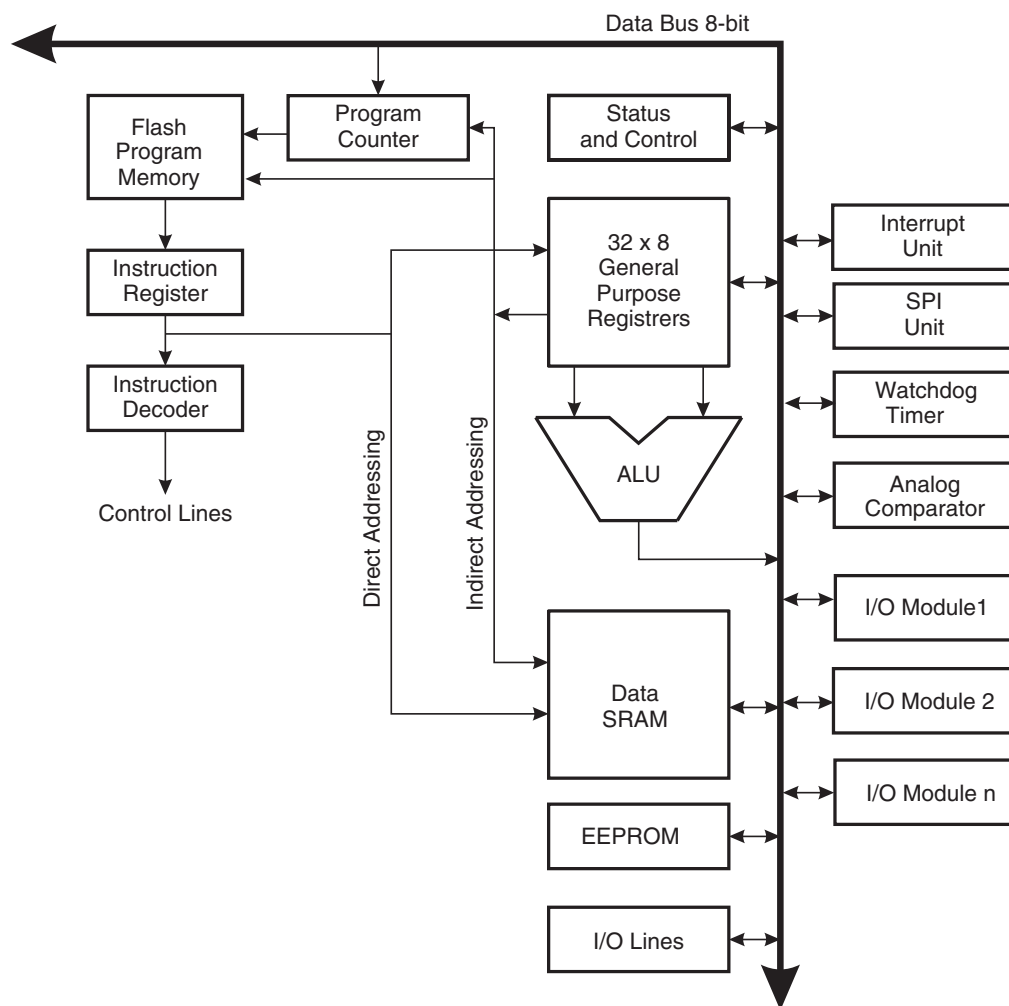 Data Bus 8-bit
Flash
Program
Memory
Program
Counter
Status
and Control
32 x 8
General
Purpose
Registrers
Interrupt
Unit
Instruction
Register
SPI
Unit
Instruction
Decoder
Watchdog
Timer
Direct Addressing
Indirect Addressing
ALU
Analog
Comparator
Control Lines
I/O Module1
Data
SRAM
I/O Module 2
I/O Module n
EEPROM
I/O Lines